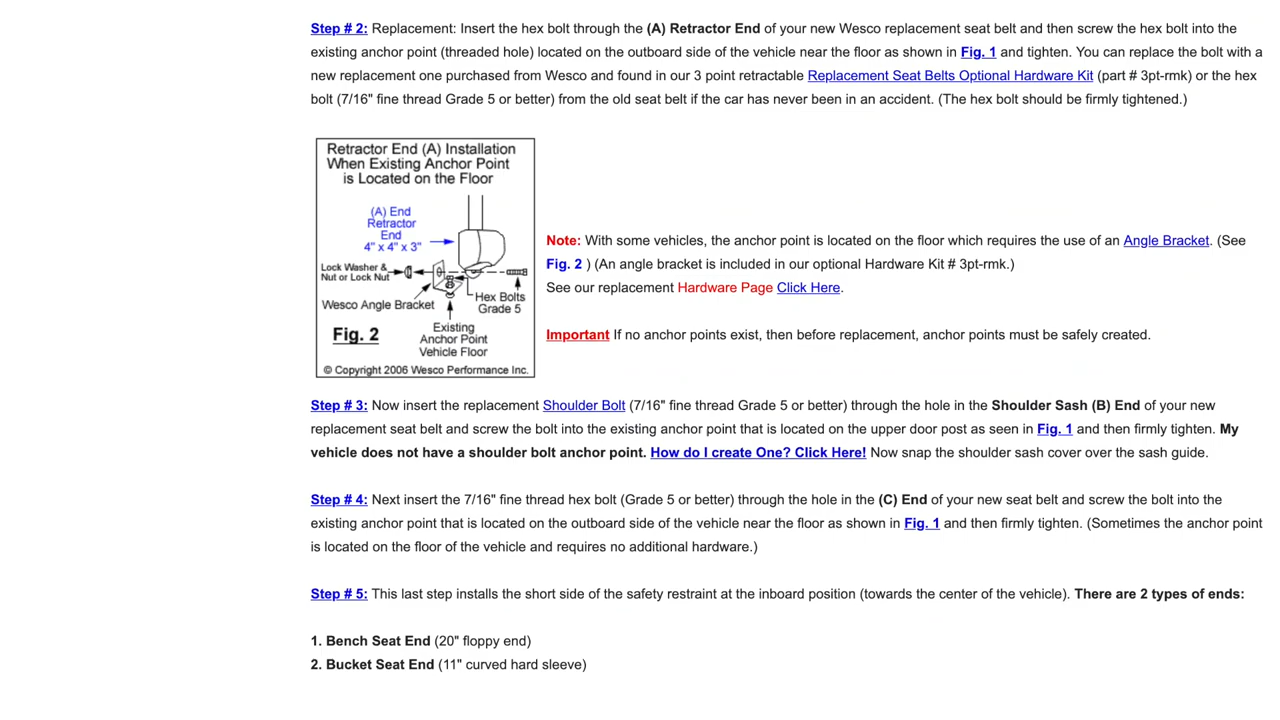 Step # 2: Replacement: Insert the hex bolt through the (A) Retractor End of your new Wesco replacement seat belt and then screw the hex bolt into the
existing anchor point (threaded hole) located on the outboard side of the vehicle near the floor as shown in Fig. 1 and tighten. You can replace the bolt with a
new replacement one purchased from Wesco and found in our 3 point retractable Replacement Seat Belts Optional Hardware Kit (part # 3pt-rmk) or the hex
bolt (7/16" fine thread Grade 5 or better) from the old seat belt if the car has never been in an accident. (The hex bolt should be firmly tightened.)
Retractor End (A) Installation
When Existing Anchor Point
is Located on the Floor
(A) End
Retractor
End
4" x 4" x 3"
Lock Washer &
Nut or Lock Nut
Wesco Angle Bracket
Hex Bolts
Grade 5
Fig. 2
Existing
Anchor Point
Vehicle Floor
© Copyright 2006 Wesco Performance Inc.
Note: With some vehicles, the anchor point is located on the floor which requires the use of an Angle Bracket. (See
Fig. 2 ) (An angle bracket is included in our optional Hardware Kit # 3pt-rmk.)
See our replacement Hardware Page Click Here.
Important If no anchor points exist, then before replacement, anchor points must be safely created.
Step # 3: Now insert the replacement Shoulder Bolt (7/16" fine thread Grade 5 or better) through the hole in the Shoulder Sash (B) End of your new
replacement seat belt and screw the bolt into the existing anchor point that is located on the upper door post as seen in Fig. 1 and then firmly tighten. My
vehicle does not have a shoulder bolt anchor point. How do I create One? Click Here! Now snap the shoulder sash cover over the sash guide.
Step # 4: Next insert the 7/16" fine thread hex bolt (Grade 5 or better) through the hole in the (C) End of your new seat belt and screw the bolt into the
existing anchor point that is located on the outboard side of the vehicle near the floor as shown in Fig. 1 and then firmly tighten. (Sometimes the anchor point
is located on the floor of the vehicle and requires no additional hardware.)
Step # 5: This last step installs the short side of the safety restraint at the inboard position (towards the center of the vehicle). There are 2 types of ends:
1. Bench Seat End (20" floppy end)
2. Bucket Seat End (11" curved hard sleeve)